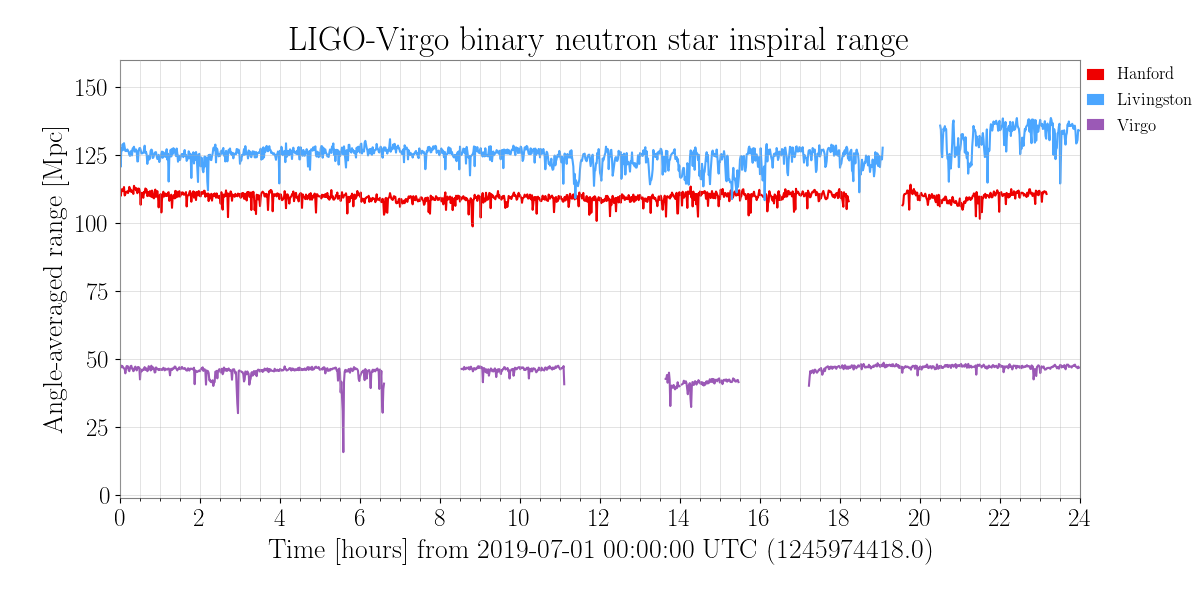 LIGO-Virgo binary neutron star inspiral range
Hanford
Livingston
Virgo
Angle-averaged range [Mpc]
150
125
100
75
50
25
0
0 2 4 6 8 10 12 14 16 18 20 22 24
Time [hours] from 2019-07-01 00:00:00 UTC (1245974418.0)